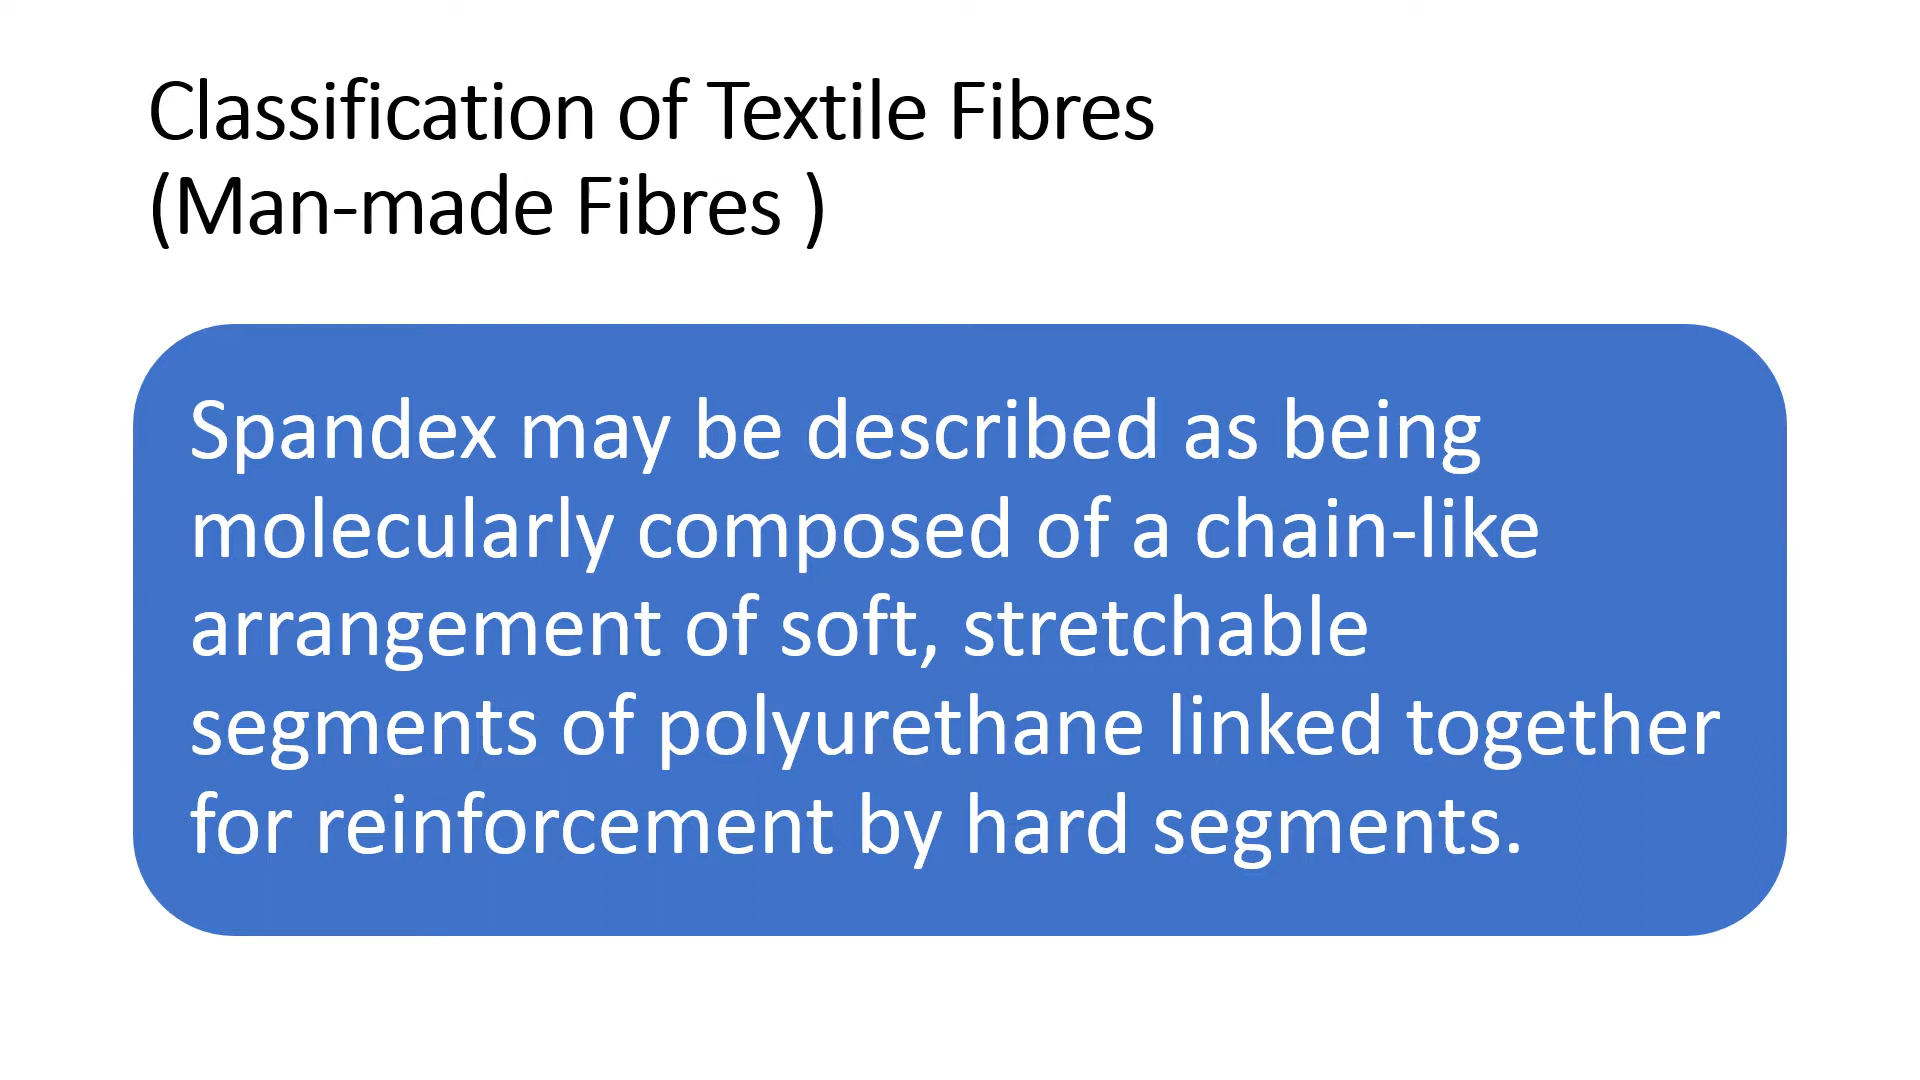 Classification of Textile Fibres
(Man-made Fibres )
Spandex may be described as being
molecularly composed of a chain-like
arrangement of soft, stretchable
segments of polyurethane linked together
for reinforcement by hard segments.